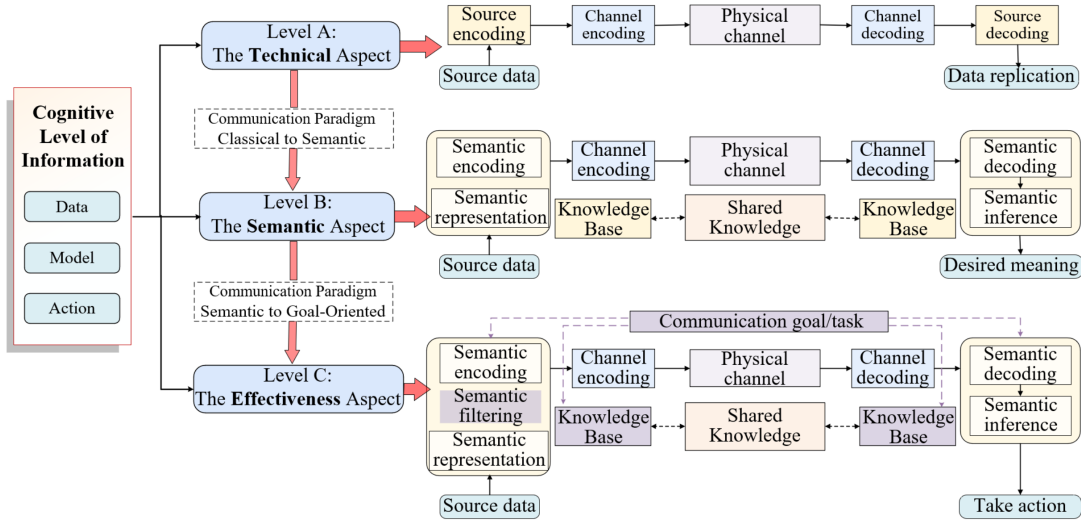 Cognitive
Level of
Information
Data
Model
Action
Level A:
The Technical Aspect
Communication Paradigm
Classical to Semantic
Level B:
The Semantic Aspect
Communication Paradigm
Semantic to Goal-Oriented
Level C:
The Effectiveness Aspect
Source
encoding
Channel
encoding
Physical
channel
Channel
decoding
Source
decoding
Source data
Data replication
Semantic
encoding
Semantic
representation
Channel
encoding
Physical
channel
Channel
decoding
Semantic
decoding
Semantic
inference
Knowledge
Base
Shared
Knowledge
Knowledge
Base
Source data
Desired meaning
Communication goal/task
Semantic
encoding
Semantic
filtering
Semantic
representation
Channel
encoding
Physical
channel
Channel
decoding
Semantic
decoding
Semantic
inference
Knowledge
Base
Shared
Knowledge
Knowledge
Base
Source data
Take action